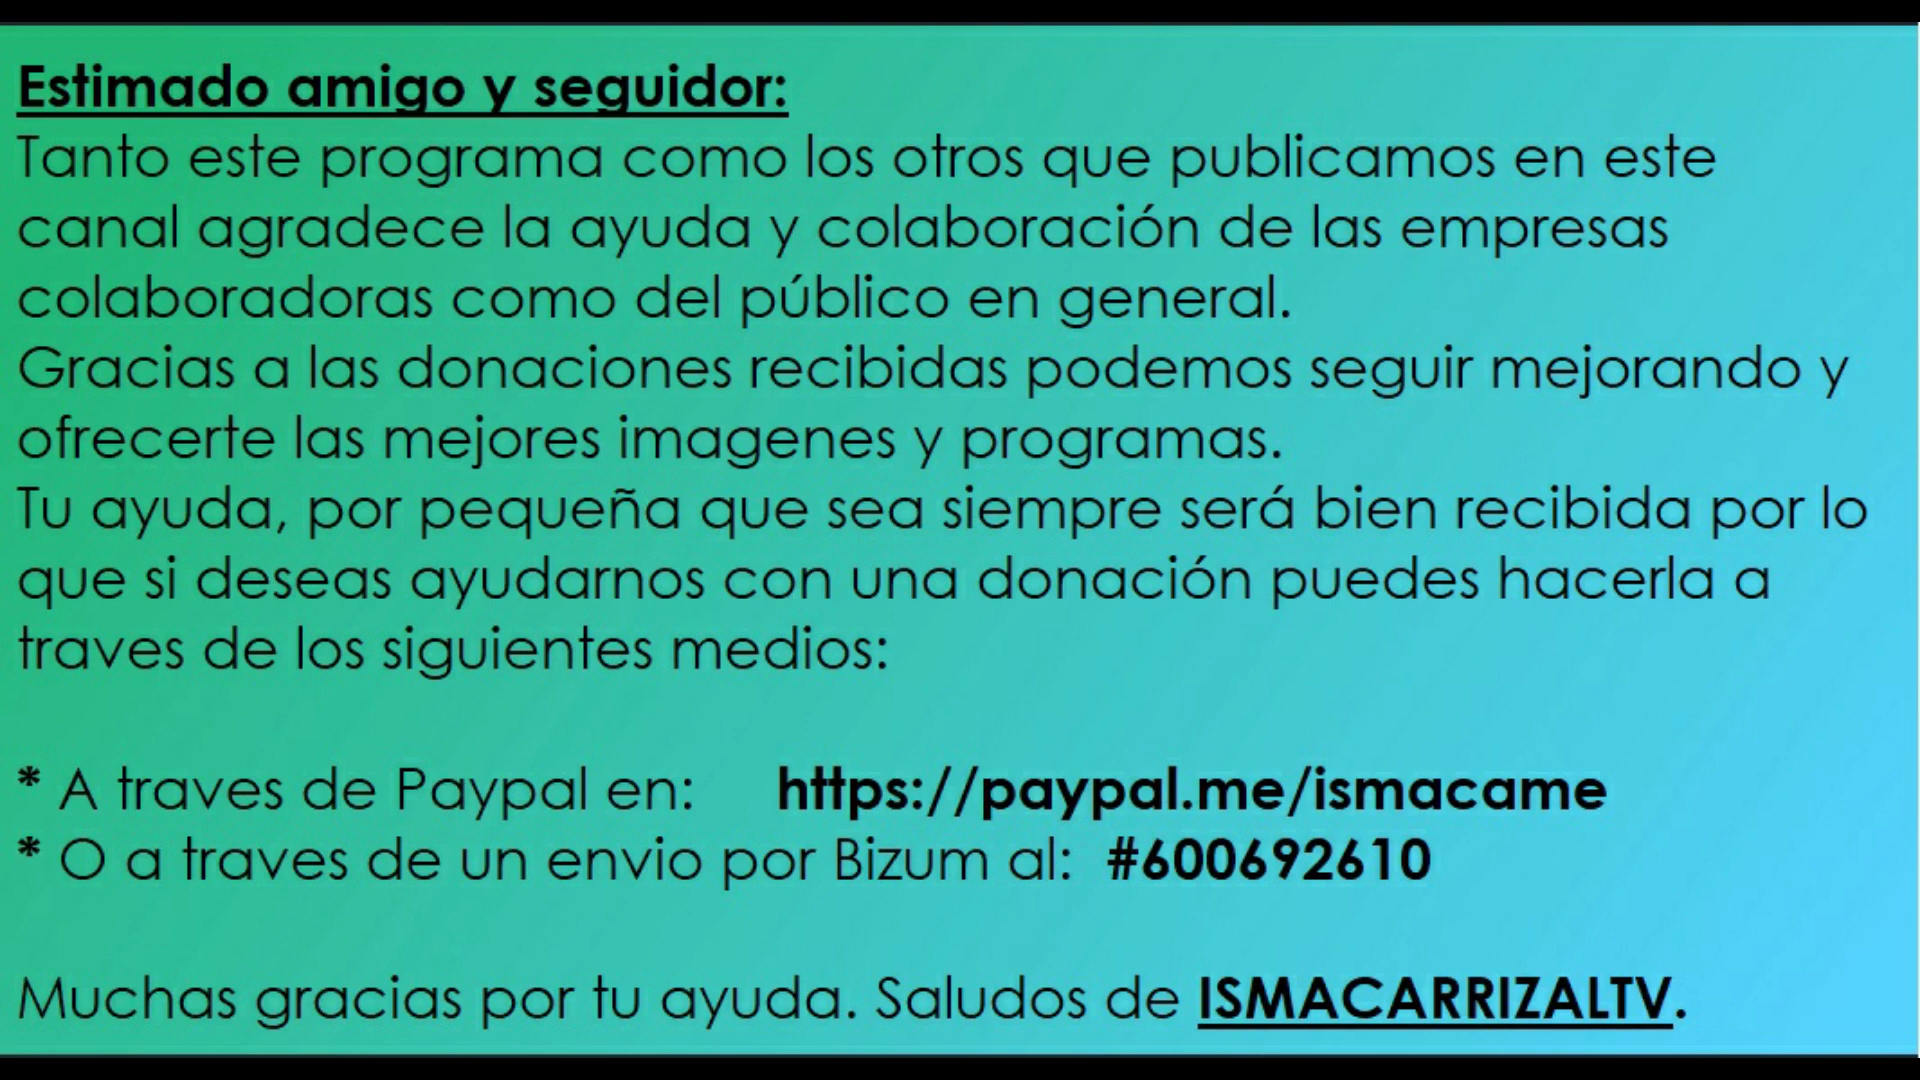 Estimado amigo y seguidor:
Tanto este programa como los otros que publicamos en este
canal agradece la ayuda y colaboración de las empresas
colaboradoras como del público en general.
Gracias a las donaciones recibidas podemos seguir mejorando y
ofrecerte las mejores imagenes y programas.
Tu ayuda, por pequeña que sea siempre será bien recibida por lo
que si deseas ayudarnos con una donación puedes hacerla a
traves de los siguientes medios:
* A traves de Paypal en: https://paypal.me/ismacame
* O a traves de un envio por Bizum al: #600692610
Muchas gracias por tu ayuda. Saludos de ISMACARRIZALTV.